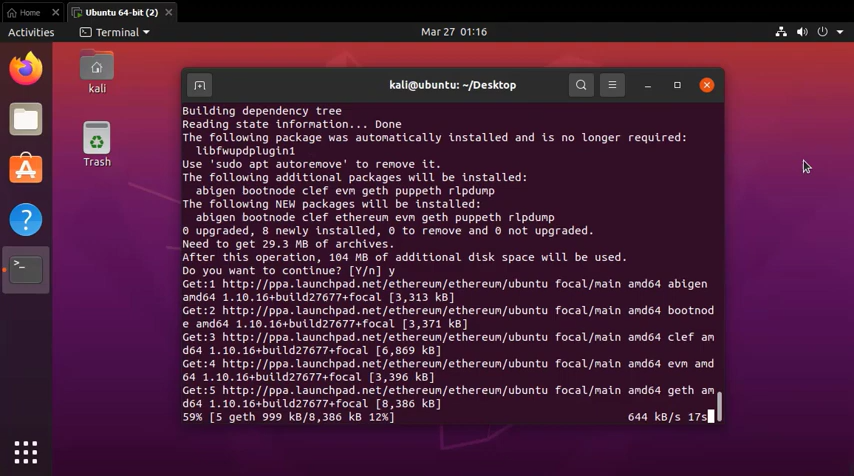 Home
Ubuntu 64-bit (2)
Activities
Terminal
Mar 27 01:16
kali
Trash
kali@ubuntu: ~/Desktop
Building dependency tree
Reading state information... Done
The following package was automatically installed and is no longer required:
libfwupdplugin1
Use 'sudo apt autoremove' to remove it.
The following additional packages will be installed:
abigen bootnode clef evm geth puppeth rlpdump
The following NEW packages will be installed:
abigen bootnode clef ethereum evm geth puppeth rlpdump
0 upgraded, 8 newly installed, 0 to remove and 0 not upgraded.
Need to get 29.3 MB of archives.
After this operation, 104 MB of additional disk space will be used.
Do you want to continue? [Y/n] y
Get:1 http://ppa.launchpad.net/ethereum/ethereum/ubuntu focal/main amd64 abigen
amd64 1.10.16+build27677+focal [3,313 kB]
Get:2 http://ppa.launchpad.net/ethereum/ethereum/ubuntu focal/main amd64 bootnod
e amd64 1.10.16+build27677+focal [3,371 kB]
Get:3 http://ppa.launchpad.net/ethereum/ethereum/ubuntu focal/main amd64 clef am
d64 1.10.16+build27677+focal [6,869 kB]
Get:4 http://ppa.launchpad.net/ethereum/ethereum/ubuntu focal/main amd64 evm amd
64 1.10.16+build27677+focal [3,396 kB]
Get:5 http://ppa.launchpad.net/ethereum/ethereum/ubuntu focal/main amd64 geth am
d64 1.10.16+build27677+focal [8,386 kB]
59% [5 geth 999 kB/8,386 kB 12%] 644 kB/s 17s